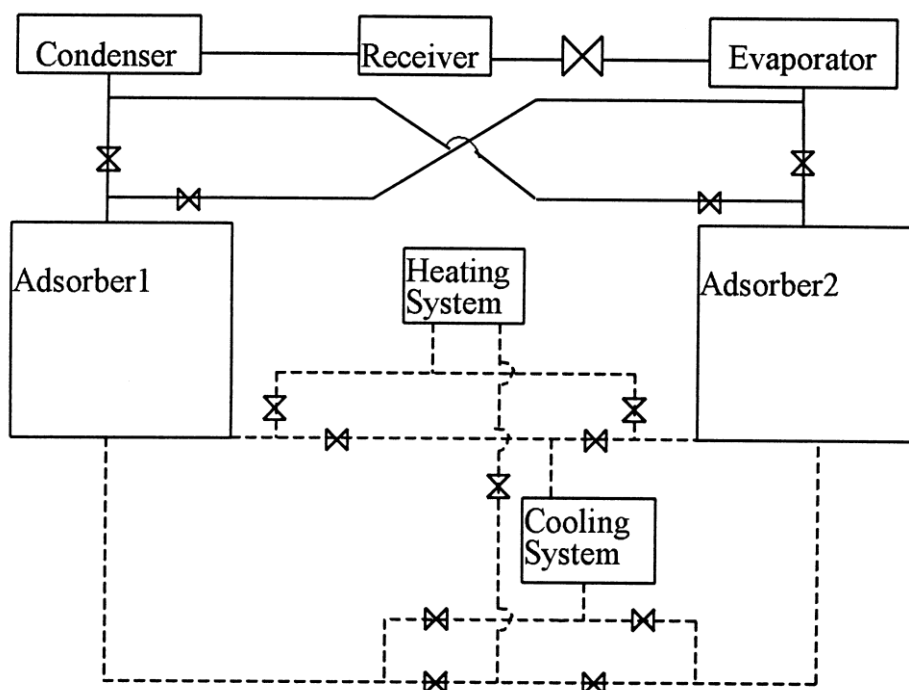 Condenser
Receiver
Evaporator
Adsorber1
Heating
System
Adsorber2
Cooling
System